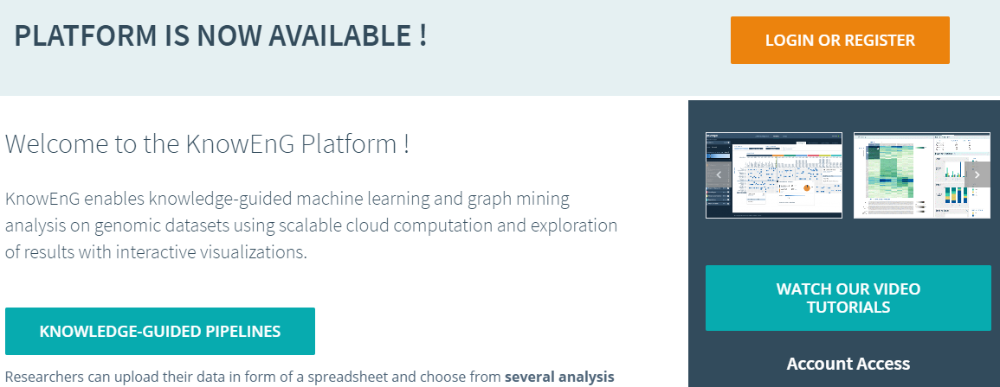 PLATFORM IS NOW AVAILABLE !
LOGIN OR REGISTER
Welcome to the KnowEnG Platform !
KnowEnG enables knowledge-guided machine learning and graph mining
analysis on genomic datasets using scalable cloud computation and exploration
of results with interactive visualizations.
KNOWLEDGE-GUIDED PIPELINES
Researchers can upload their data in form of a spreadsheet and choose from several analysis
WATCH OUR VIDEO
TUTORIALS
Account Access